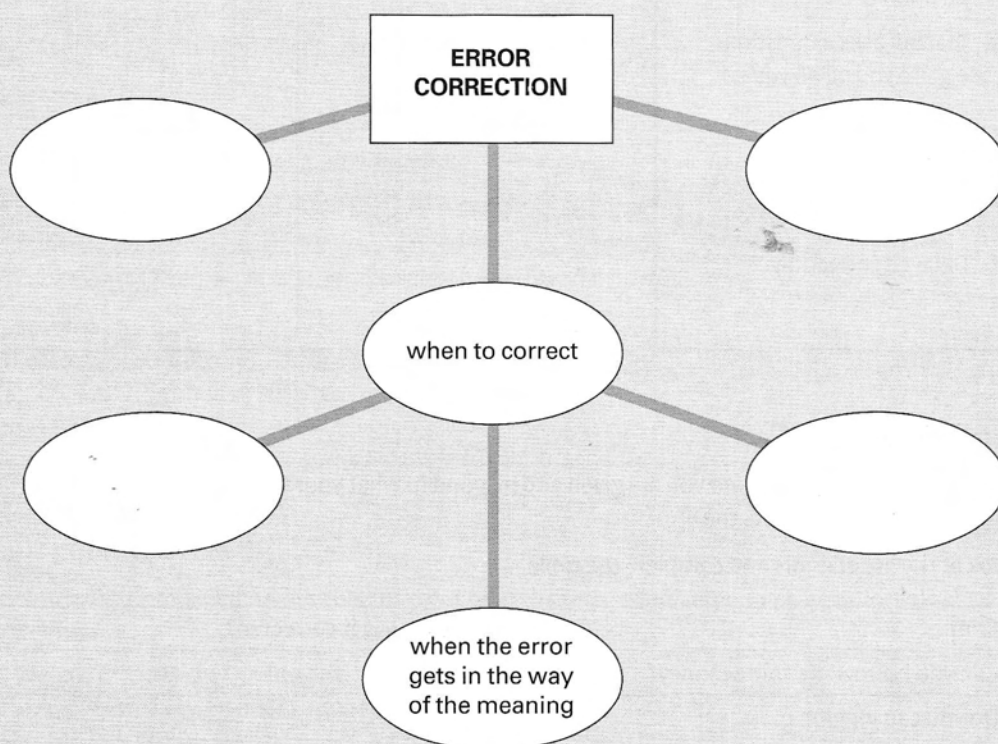 ERROR
CORRECTION
when to correct
when the error
gets in the way
of the meaning